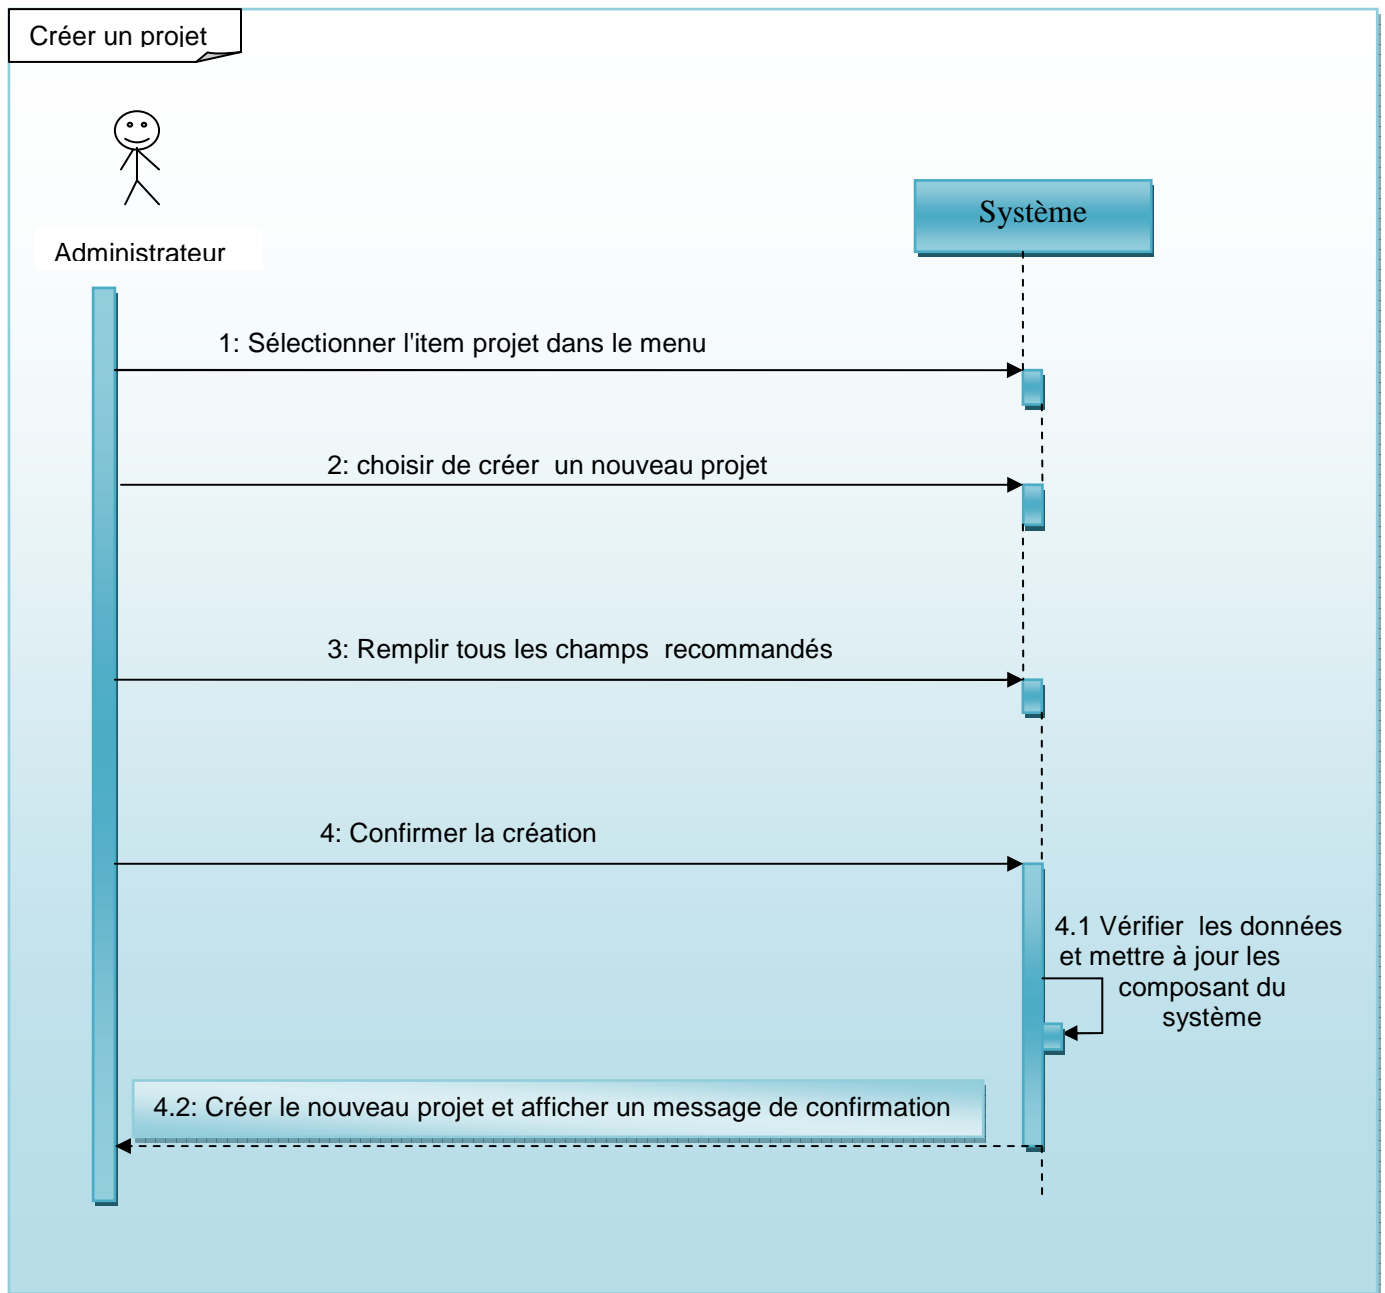 Créer un projet
Système
Administrateur
1: Sélectionner l'item projet dans le menu
2: choisir de créer  un nouveau projet
3: Remplir tous les champs  recommandés
4: Confirmer la création
4.1 Vérifier  les données
et mettre à jour les
composant du
système
4.2: Créer le nouveau projet et afficher un message de confirmation